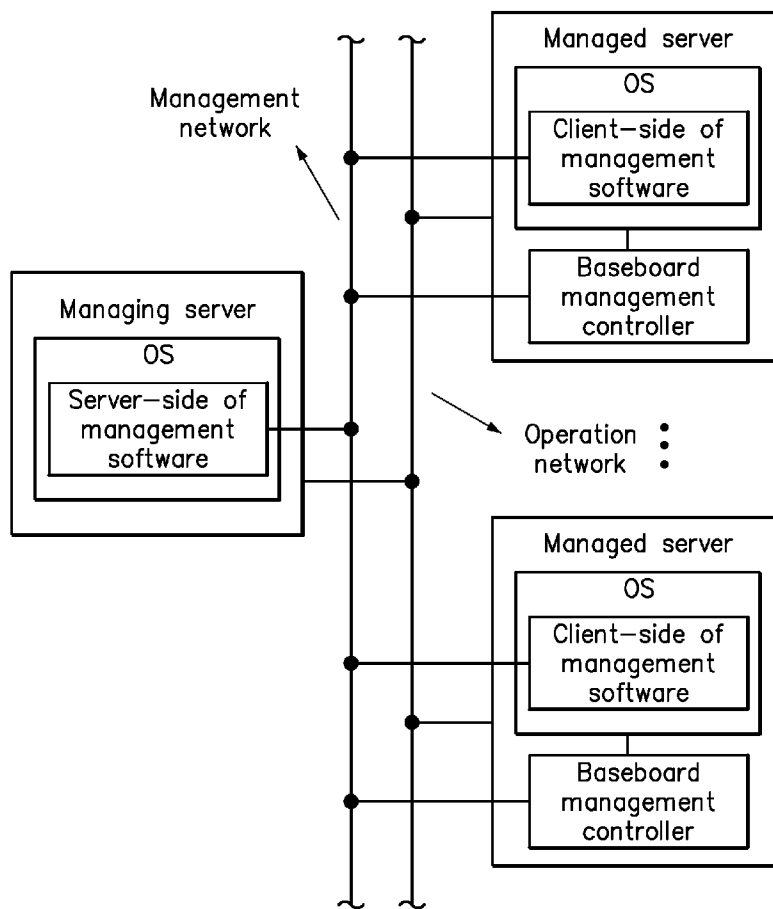 Management
network
Managing server
OS
Server-side of
management
software
Managed server
OS
Client-side of
management
software
Baseboard
management
controller
Operation
network
Managed server
OS
Client-side of
management
software
Baseboard
management
controller